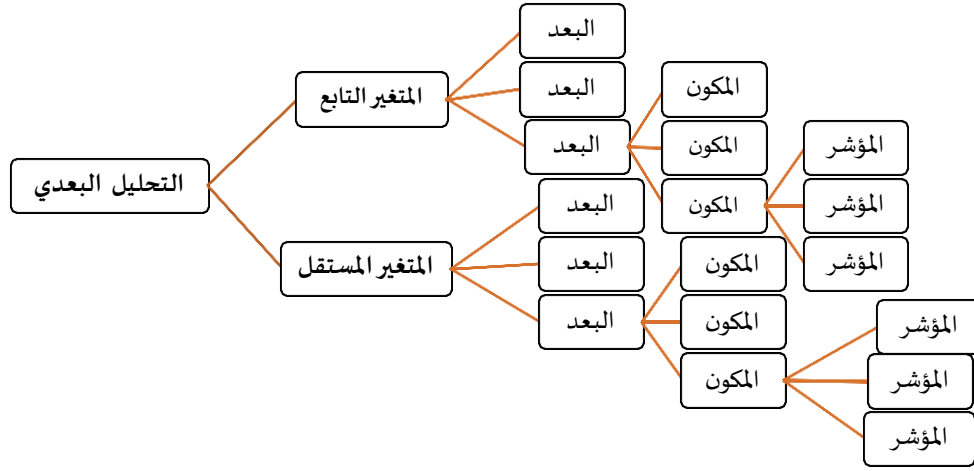 التحليل البعدي
المتغير التابع
البعد
البعد
البعد
المكون
المكون
المكون
المؤشر
المؤشر
المؤشر
المتغير المستقل
البعد
البعد
البعد
المكون
المكون
المكون
المؤشر
المؤشر
المؤشر